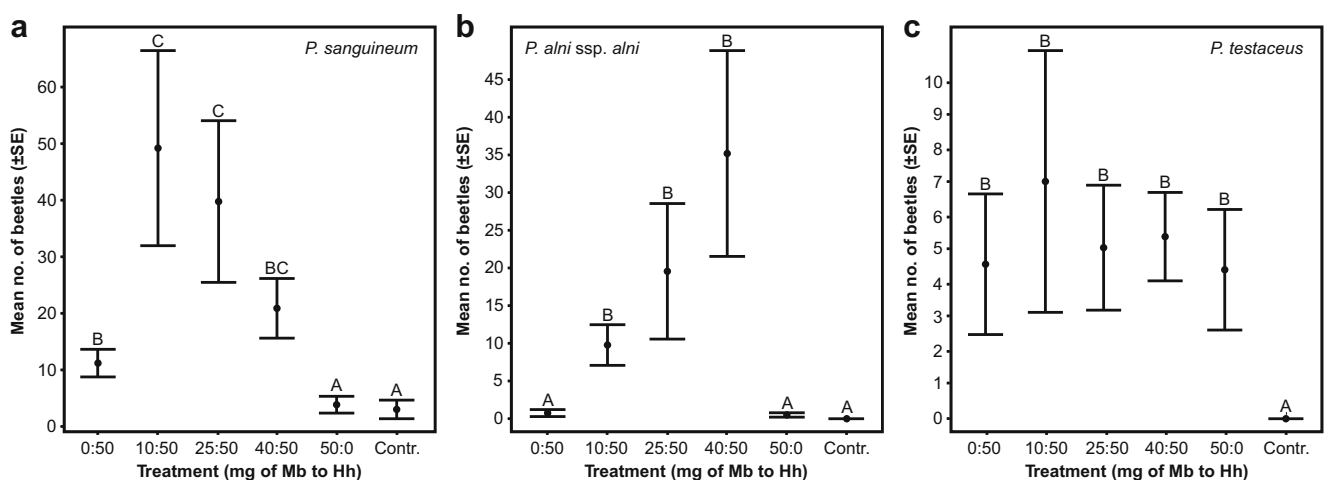 a
P. sanguineum
Mean no. of beetles (±SE)
60
50
40
30
20
10
0
B
C
C
BC
A
A
0:50 10:50 25:50 40:50 50:0 Contr.
Treatment (mg of Mb to Hh)
b
P. alni ssp. alni
Mean no. of beetles (±SE)
45
40
35
30
25
20
15
10
5
0
A
B
B
B
A
A
0:50 10:50 25:50 40:50 50:0 Contr.
Treatment (mg of Mb to Hh)
c
P. testaceus
Mean no. of beetles (±SE)
10
9
8
7
6
5
4
3
2
1
0
B
B
B
B
B
A
0:50 10:50 25:50 40:50 50:0 Contr.
Treatment (mg of Mb to Hh)